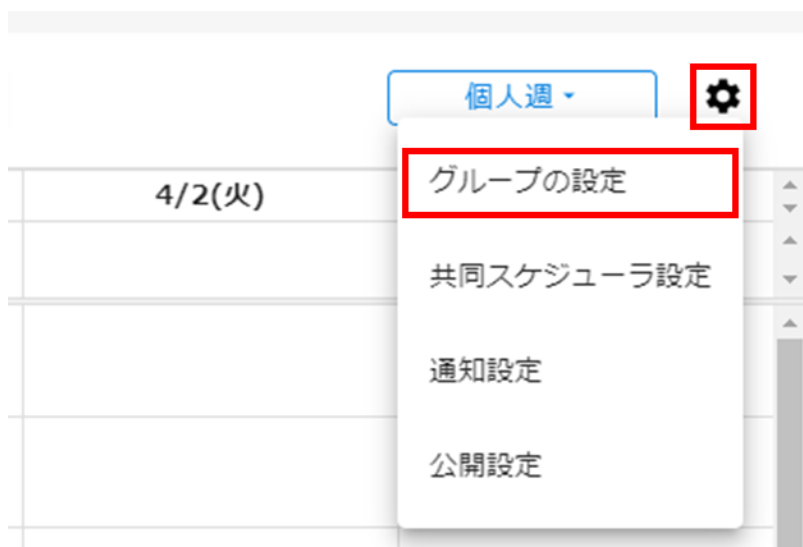 個人週
グループの設定
4/2(火)
共同スケジューラ設定
通知設定
公開設定